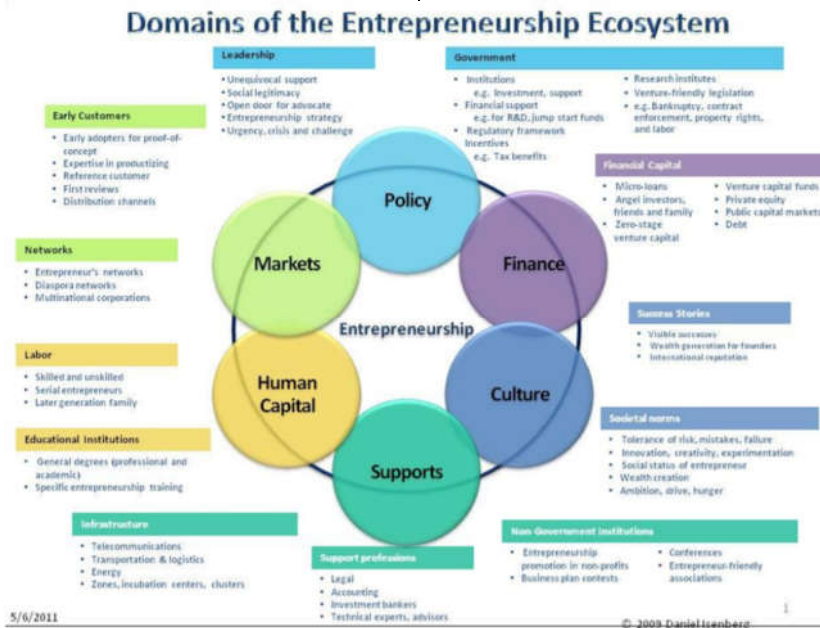 Domains of the Entrepreneurship Ecosystem
Leadership
• Unequivocal support
• Social legitimacy
• Open door for advocate
• Entrepreneurship strategy
• Urgency, crisis and challenge
Government
• Institutions
e.g. Investment, support
• Financial support
e.g. for R&D, jump start funds
• Regulatory framework
Incentives
e.g. Tax benefits
• Research institutes
• Venture-friendly legislation
• e.g. Bankruptcy, contract
enforcement, property rights,
and labor
Early Customers
• Early adopters for proof-of-
concept
• Expertise in productizing
• Reference customer
• First reviews
• Distribution channels
Financial Capital
• Micro-loans
• Angel investors,
friends and family
• Zero-stage
venture capital
• Venture capital funds
• Private equity
• Public capital markets
• Debt
Networks
• Entrepreneur's networks
• Diaspora networks
• Multinational corporations
Success Stories
• Visible successes
• Wealth generation for founders
• International reputation
Labor
• Skilled and unskilled
• Serial entrepreneurs
• Later generation family
Societal norms
• Tolerance of risk, mistakes, failure
• Innovation, creativity, experimentation
• Social status of entrepreneur
• Wealth creation
• Ambition, drive, hunger
Educational Institutions
• General degrees (professional and
academic)
• Specific entrepreneurship training
Policy
Markets
Finance
Entrepreneurship
Human
Capital
Culture
Supports
Infrastructure
• Telecommunications
• Transportation & logistics
• Energy
• Zones, incubation centers, clusters
Support professions
• Legal
• Accounting
• Investment bankers
• Technical experts, advisors
Non-Government Institutions
• Entrepreneurship
promotion in non-profits
• Business plan contests
• Conferences
• Entrepreneur-friendly
associations
5/6/2011
1
© 2009 Daniel Isenberg